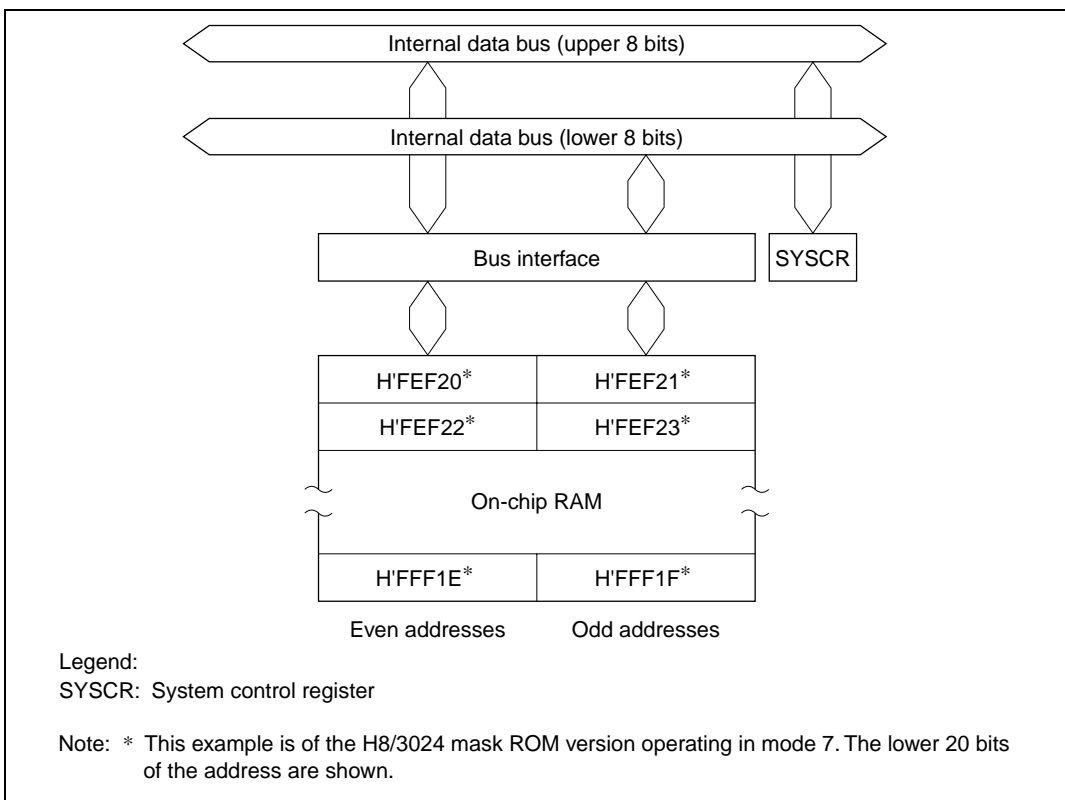 Internal data bus (upper 8 bits)
Internal data bus (lower 8 bits)
Bus interface
SYSCR
H'FEF20*
H'FEF21*
H'FEF22*
H'FEF23*
On-chip RAM
H'FFF1E*
H'FFF1F*
Even addresses
Odd addresses
Legend:
SYSCR: System control register
Note: * This example is of the H8/3024 mask ROM version operating in mode 7. The lower 20 bits
of the address are shown.